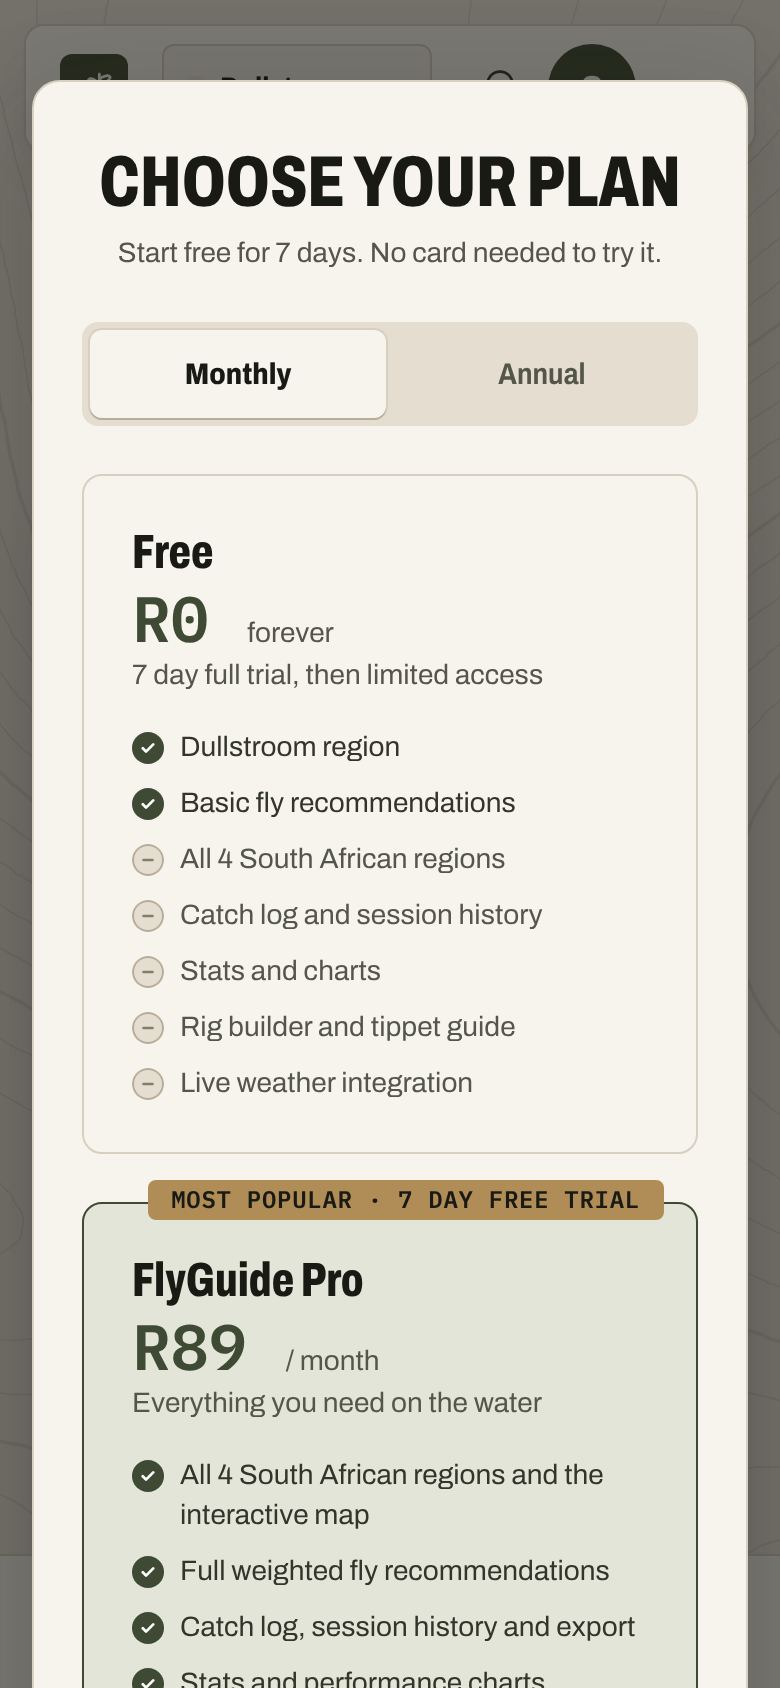 CHOOSE YOUR PLAN
Start free for 7 days. No card needed to try it.
Monthly
Annual
Free
R0 forever
7 day full trial, then limited access
Dullstroom region
Basic fly recommendations
All 4 South African regions
Catch log and session history
Stats and charts
Rig builder and tippet guide
Live weather integration
MOST POPULAR · 7 DAY FREE TRIAL
FlyGuide Pro
R89 / month
Everything you need on the water
All 4 South African regions and the
interactive map
Full weighted fly recommendations
Catch log, session history and export
Stats and performance charts